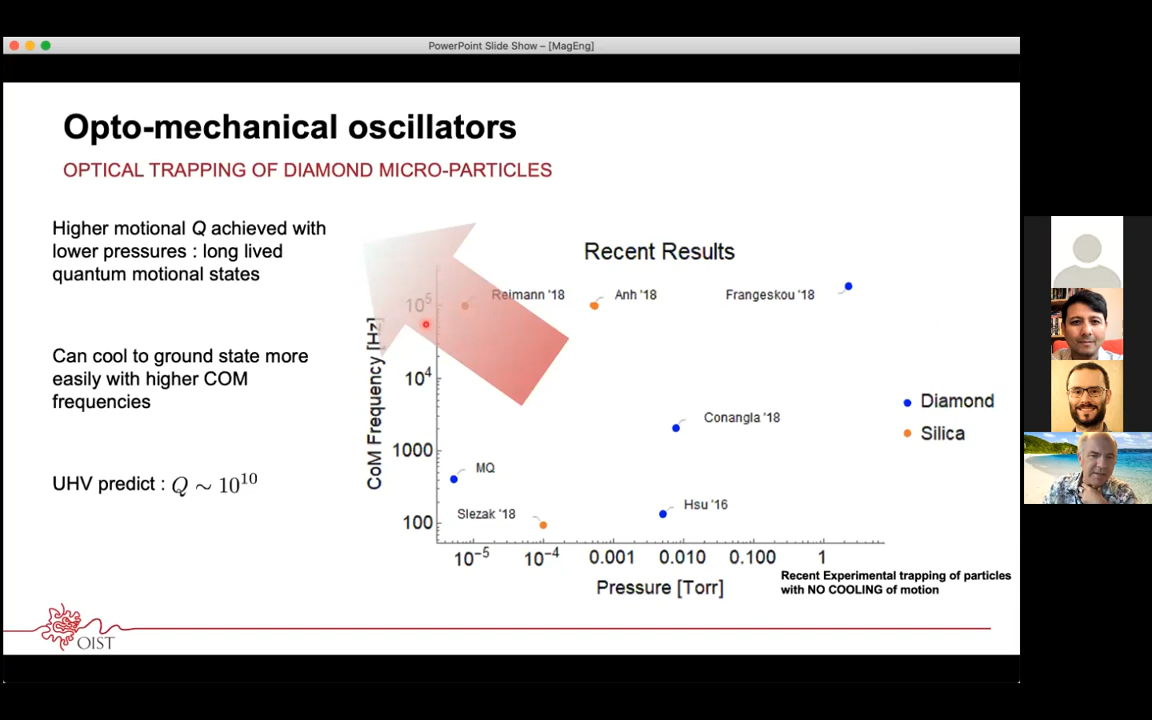 PowerPoint Slide Show – [MagEng]
Opto-mechanical oscillators
OPTICAL TRAPPING OF DIAMOND MICRO-PARTICLES
Higher motional Q achieved with
lower pressures : long lived
quantum motional states
Can cool to ground state more
easily with higher COM
frequencies
UHV predict : Q ∼ 10^10
Recent Results
Reimann '18
Anh '18
Frangeskou '18
Conangla '18
MQ
Slezak '18
Hsu '16
CoM Frequency [Hz]
10^5
10^4
1000
100
10^-5 10^-4 0.001 0.010 0.100 1
Pressure [Torr]
Diamond
Silica
Recent Experimental trapping of particles
with NO COOLING of motion
OIST